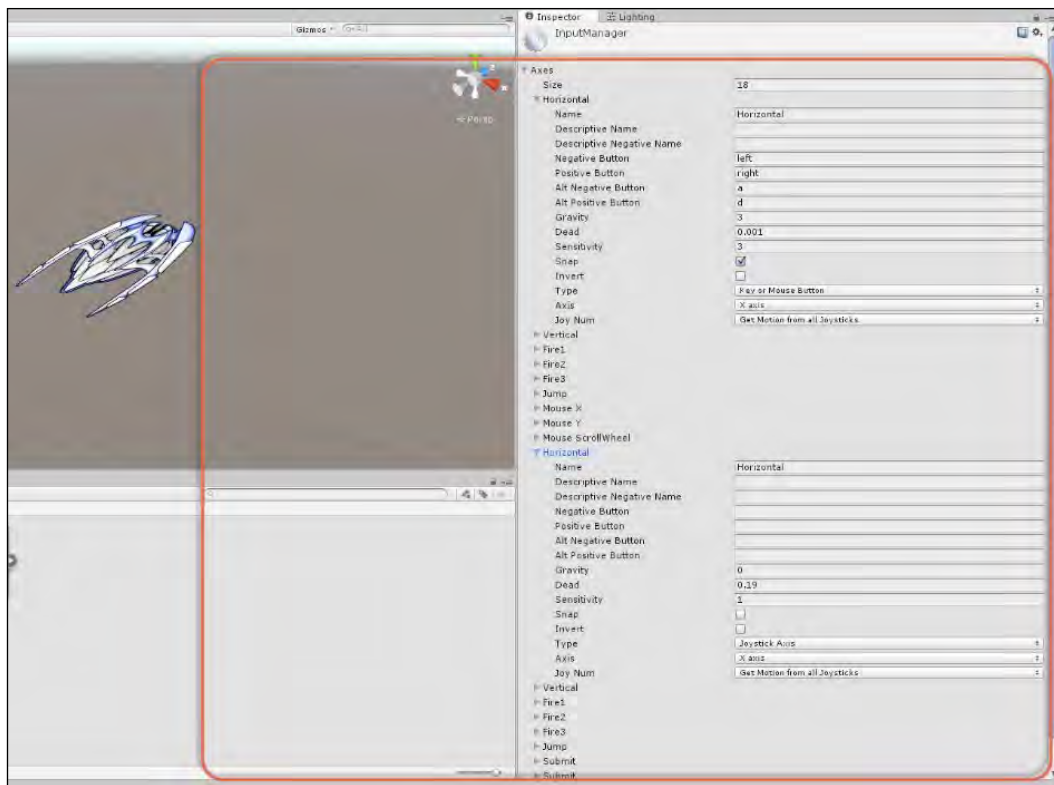 Inspector Lighting
InputManager
Gizmos
Persp
Axes
Size 18
Horizontal
Name Horizontal
Descriptive Name
Descriptive Negative Name
Negative Button left
Positive Button right
Alt Negative Button a
Alt Positive Button d
Gravity 3
Dead 0.001
Sensitivity 3
Snap
Invert
Type Key or Mouse Button
Axis X axis
Joy Num Get Motion from all Joysticks
Vertical
Fire1
Fire2
Fire3
Jump
Mouse X
Mouse Y
Mouse ScrollWheel
Horizontal
Name Horizontal
Descriptive Name
Descriptive Negative Name
Negative Button
Positive Button
Alt Negative Button
Alt Positive Button
Gravity 0
Dead 0.19
Sensitivity 1
Snap
Invert
Type Joystick Axis
Axis X axis
Joy Num Get Motion from all Joysticks
Vertical
Fire1
Fire2
Fire3
Jump
Submit
Submit